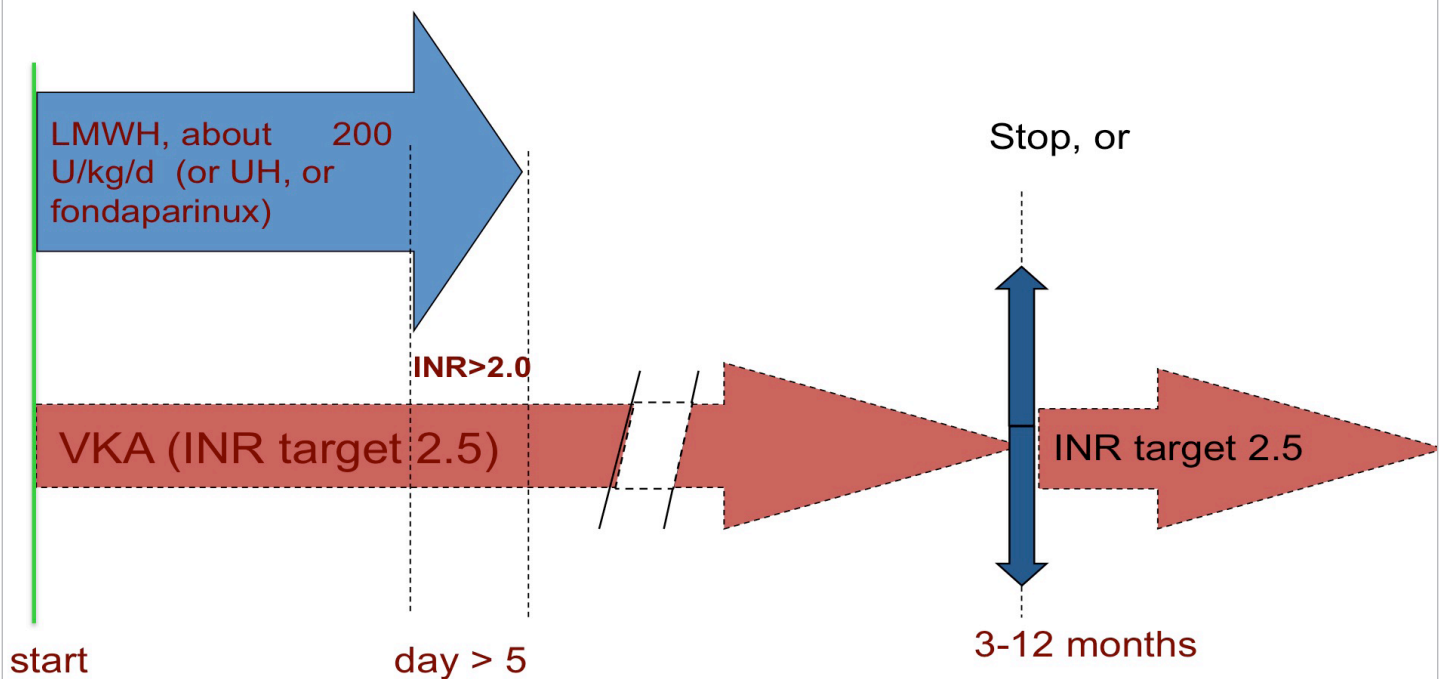 LMWH, about 200
U/kg/d (or UH, or
fondaparinux)
Stop, or
INR>2.0
VKA (INR target 2.5)
INR target 2.5
start
day > 5
3-12 months